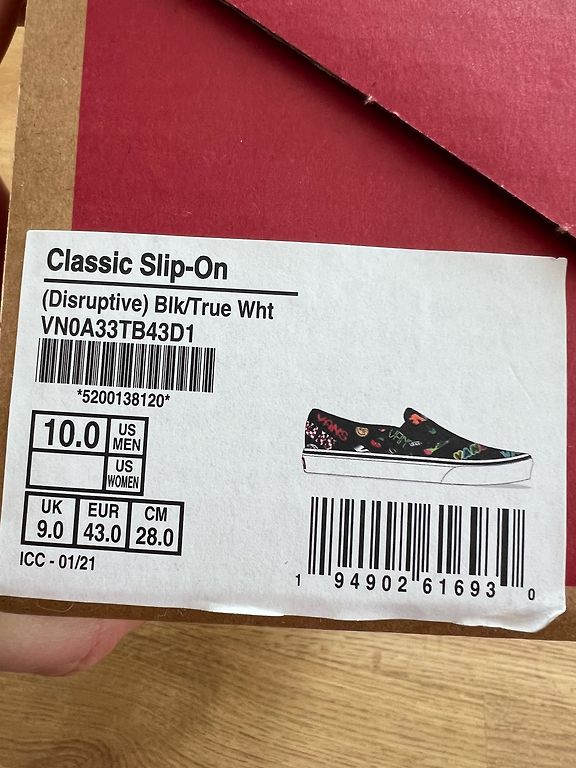 Classic Slip-On
(Disruptive) Blk/True Wht
VN0A33TB43D1
*5200138120*
10.0 US MEN
US WOMEN
UK EUR CM
9.0 43.0 28.0
ICC - 01/21
VANS
1 94902 61693 0